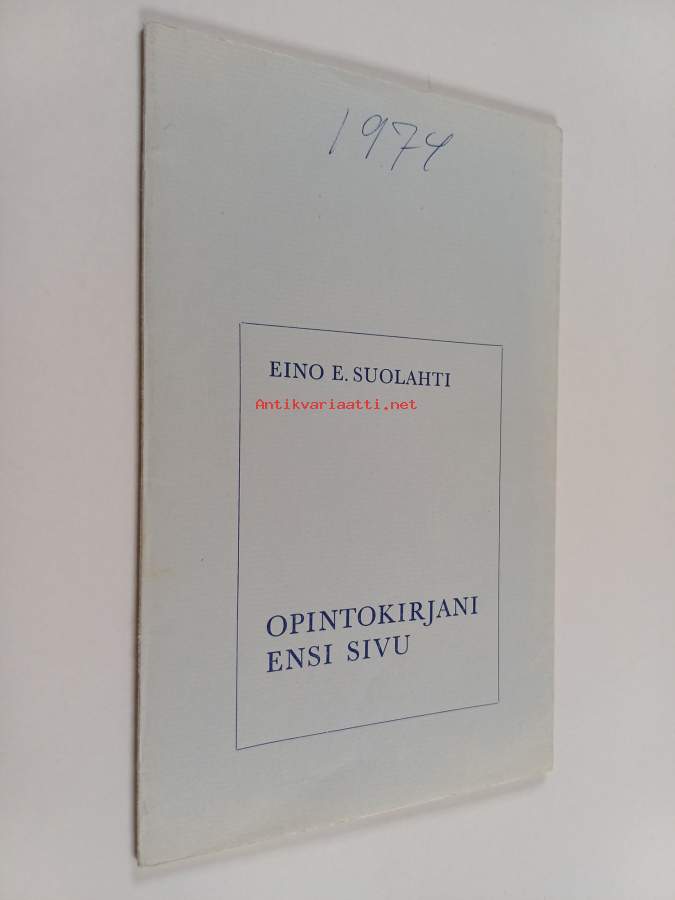 1974
EINO E. SUOLAHTI
Antikvariaatti.net
OPINTOKIRJANI
ENSI SIVU